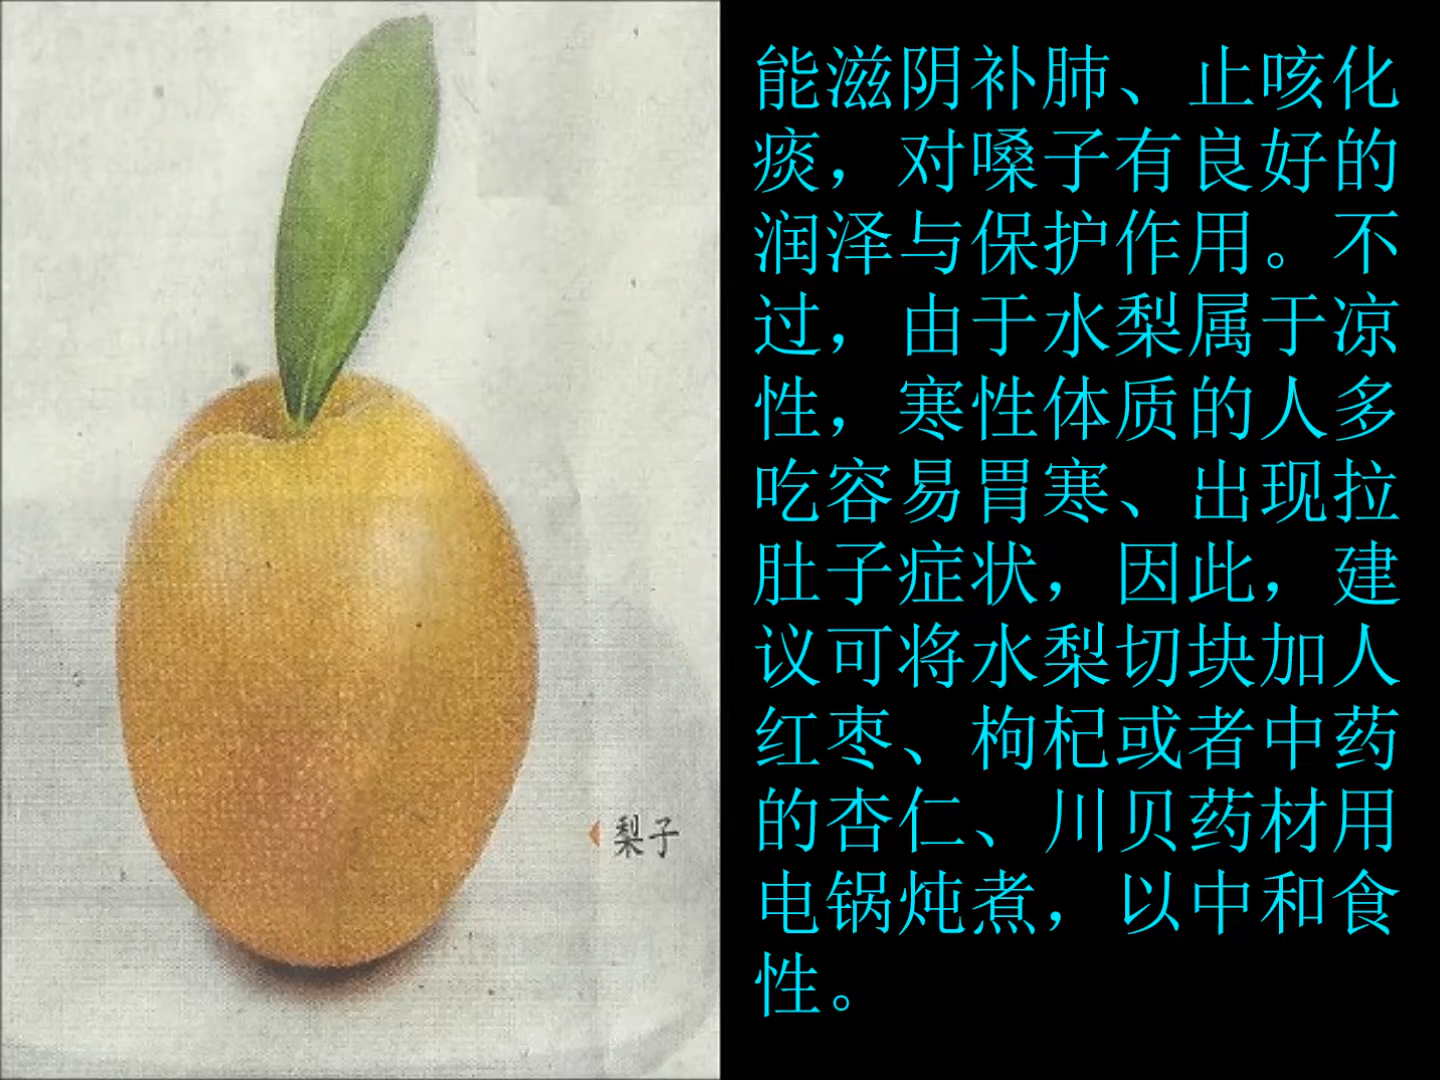 能滋阴补肺、止咳化
痰，对嗓子有良好的
润泽与保护作用。不
过，由于水梨属于凉
性，寒性体质的人多
吃容易胃寒、出现拉
肚子症状，因此，建
议可将水梨切块加人
红枣、枸杞或者中药
的杏仁、川贝药材用
电锅炖煮，以中和食
性。
梨子